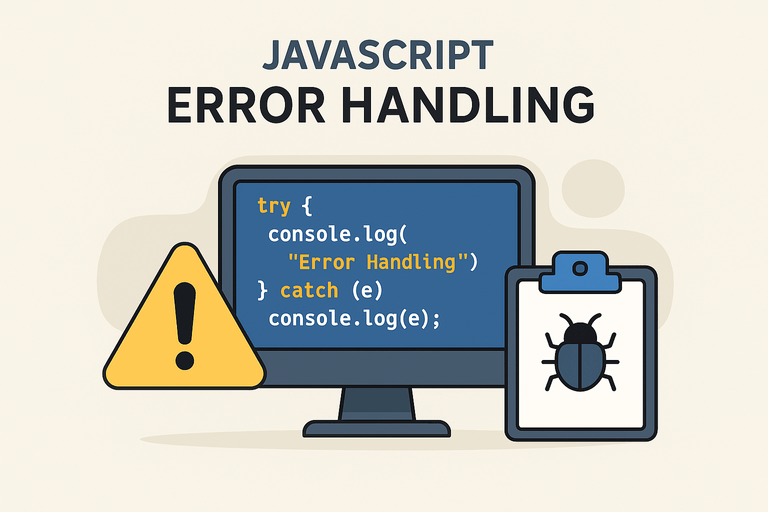 JAVASCRIPT
ERROR HANDLING
try {
console.log(
"Error Handling")
} catch (e)
console.log(e);
!